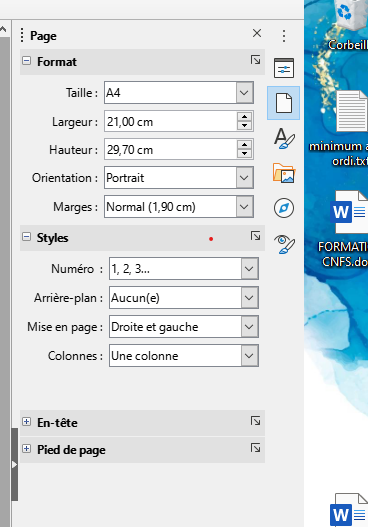 Page
Format
Taille : A4
Largeur : 21,00 cm
Hauteur : 29,70 cm
Orientation : Portrait
Marges : Normal (1,90 cm)
Styles
Numéro : 1, 2, 3...
Arrière-plan : Aucun(e)
Mise en page : Droite et gauche
Colonnes : Une colonne
En-tête
Pied de page
Corbeill
minimum a
ordi.txt
W
FORMATI
CNFS.do
W